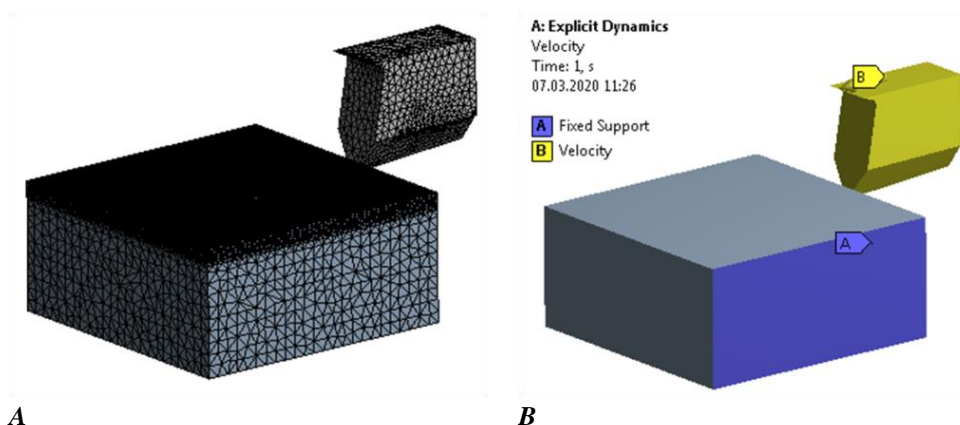 A: Explicit Dynamics
Velocity
Time: 1, s
07.03.2020 11:26
A Fixed Support
B Velocity
B
A
A
B